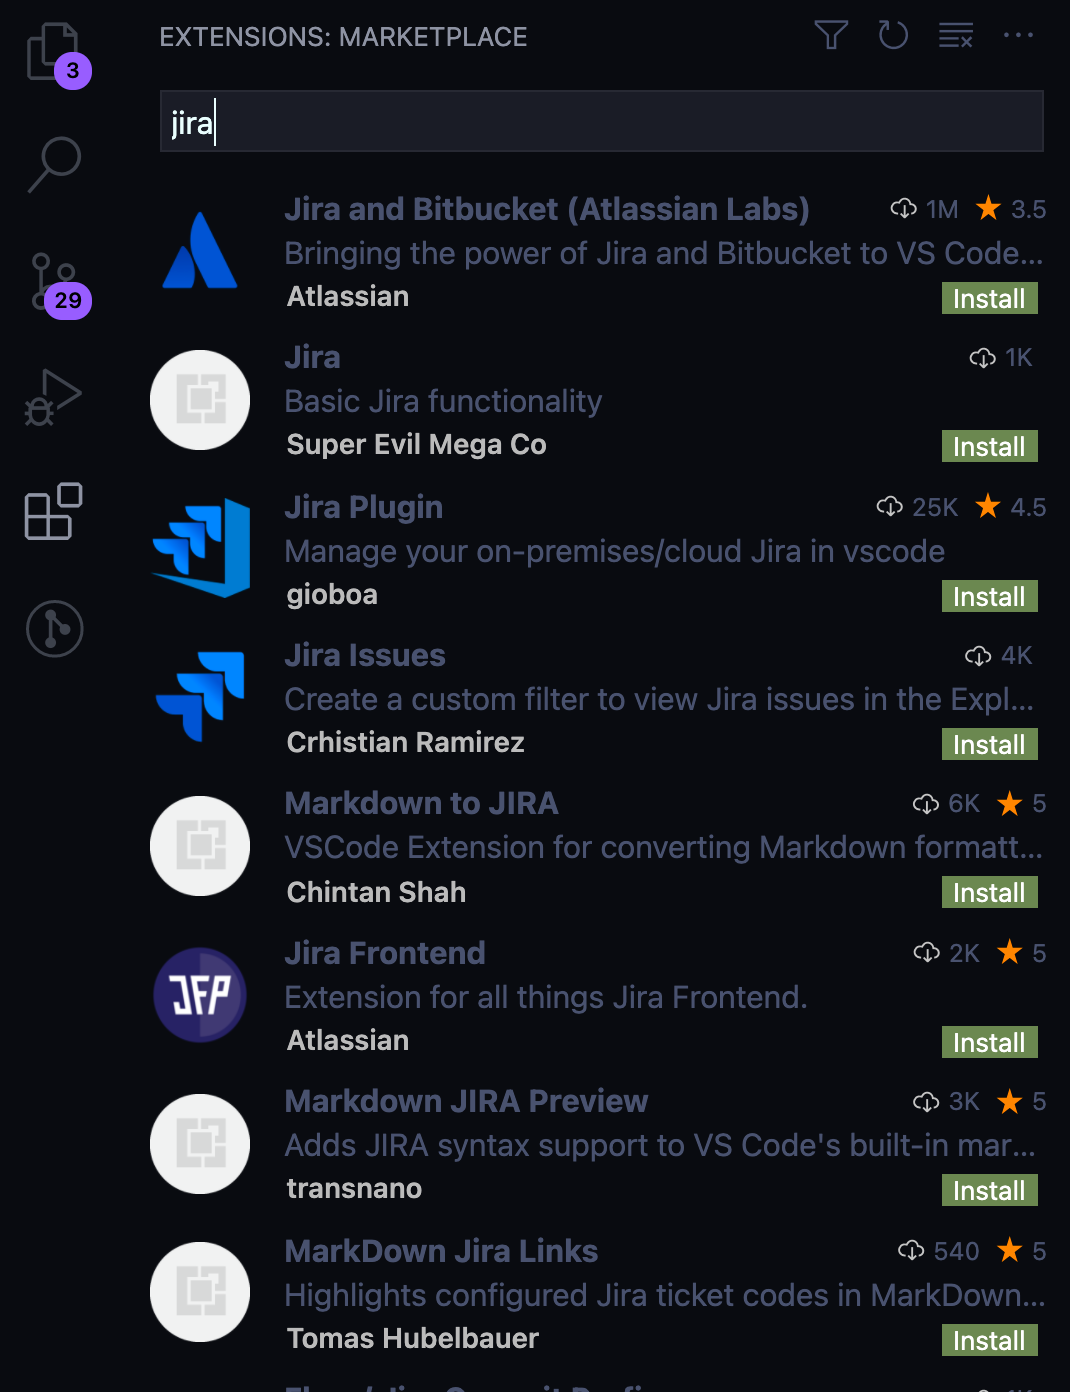 EXTENSIONS: MARKETPLACE
3
jira
Jira and Bitbucket (Atlassian Labs) 1M 3.5
Bringing the power of Jira and Bitbucket to VS Code...
Atlassian Install
29
Jira 1K
Basic Jira functionality
Super Evil Mega Co Install
Jira Plugin 25K 4.5
Manage your on-premises/cloud Jira in vscode
gioboa Install
Jira Issues 4K
Create a custom filter to view Jira issues in the Expl...
Crhistian Ramirez Install
Markdown to JIRA 6K 5
VSCode Extension for converting Markdown formatt...
Chintan Shah Install
JFP
Jira Frontend 2K 5
Extension for all things Jira Frontend.
Atlassian Install
Markdown JIRA Preview 3K 5
Adds JIRA syntax support to VS Code's built-in mar...
transnano Install
MarkDown Jira Links 540 5
Highlights configured Jira ticket codes in MarkDown...
Tomas Hubelbauer Install